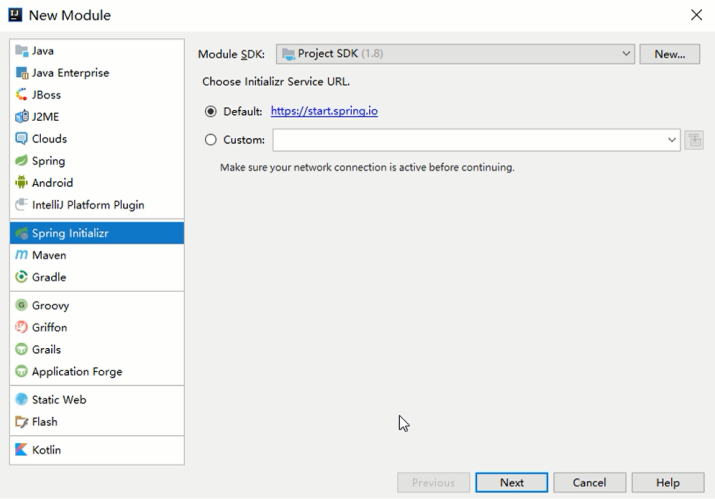 New Module
Java
Java Enterprise
JBoss
J2ME
Clouds
Spring
Android
IntelliJ Platform Plugin
Spring Initializr
Maven
Gradle
Groovy
Griffon
Grails
Application Forge
Static Web
Flash
Kotlin
Module SDK: Project SDK (1.8) New...
Choose Initializr Service URL.
Default: https://start.spring.io
Custom:
Make sure your network connection is active before continuing.
Previous Next Cancel Help